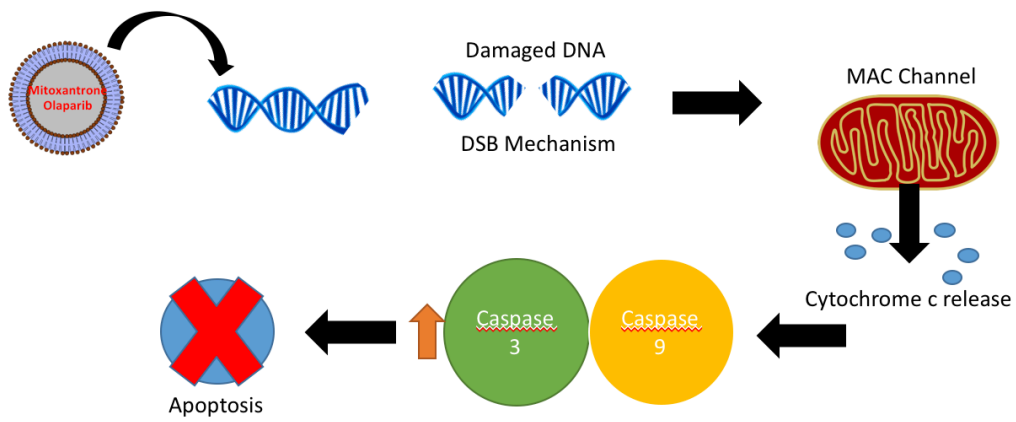 Mitoxantrone
Olaparib
Damaged DNA
DSB Mechanism
MAC Channel
Cytochrome c release
Caspase
9
Caspase
3
Apoptosis